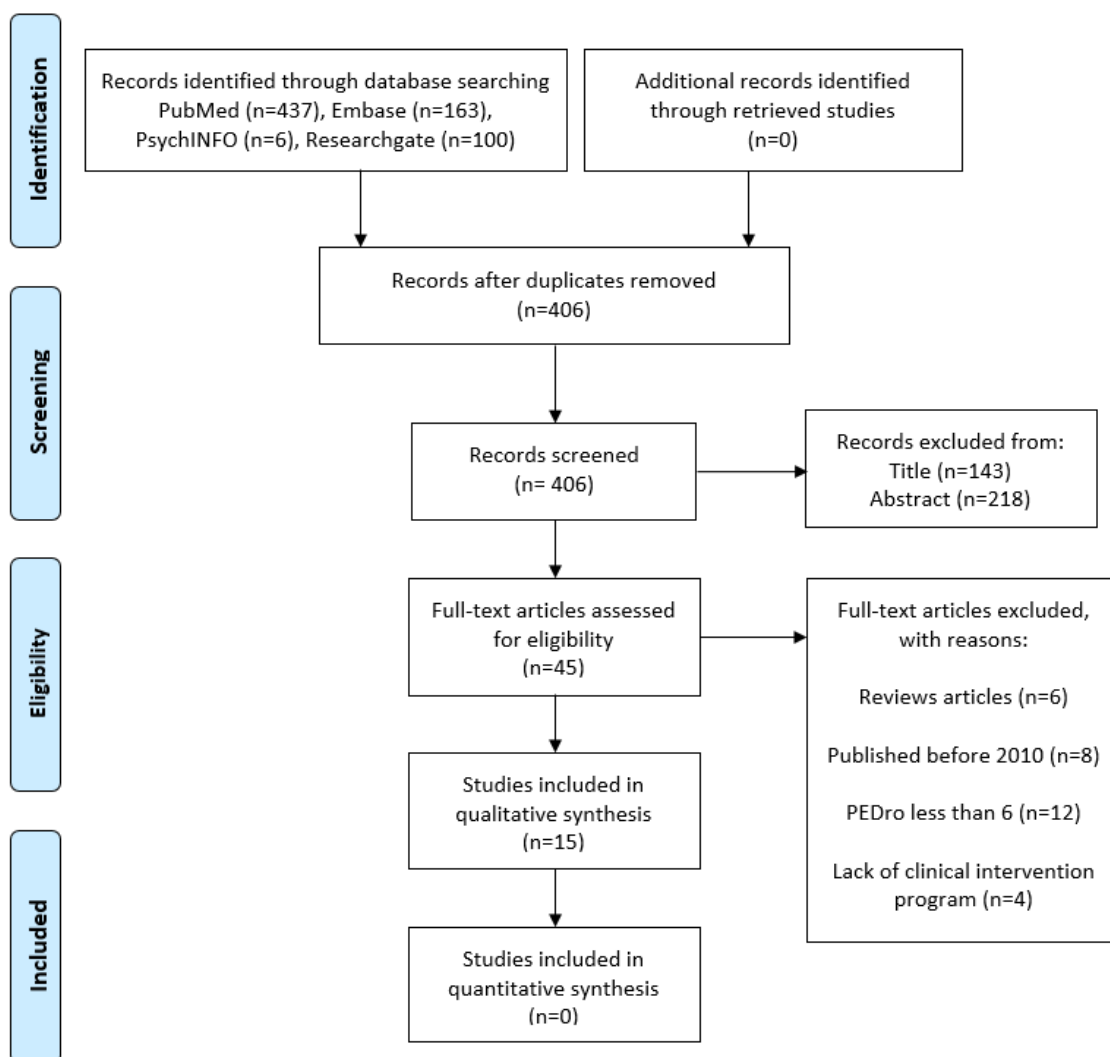 Identification
Records identified through database searching
PubMed (n=437), Embase (n=163),
PsychINFO (n=6), Researchgate (n=100)
Additional records identified
through retrieved studies
(n=0)
Records after duplicates removed
(n=406)
Screening
Records screened
(n= 406)
Records excluded from:
Title (n=143)
Abstract (n=218)
Eligibility
Full-text articles assessed
for eligibility
(n=45)
Full-text articles excluded,
with reasons:
Reviews articles (n=6)
Published before 2010 (n=8)
PEDro less than 6 (n=12)
Lack of clinical intervention
program (n=4)
Studies included in
qualitative synthesis
(n=15)
Included
Studies included in
quantitative synthesis
(n=0)